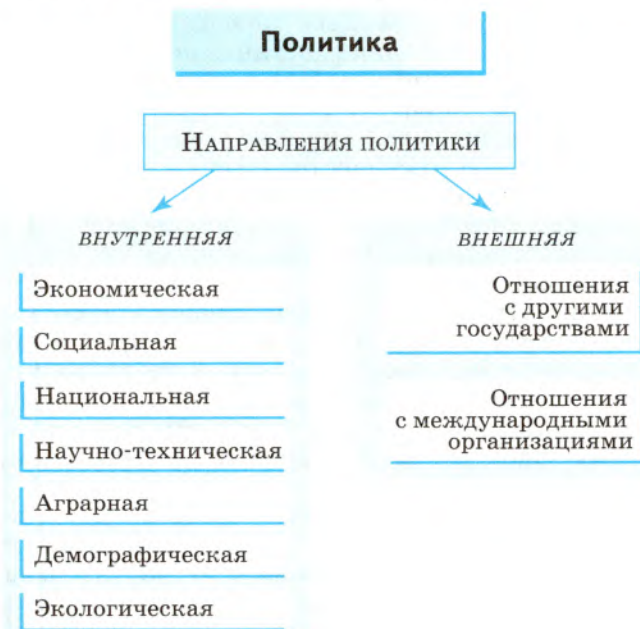 Политика
Направления политики
ВНУТРЕННЯЯ
Экономическая
Социальная
Национальная
Научно-техническая
Аграрная
Демографическая
Экологическая
ВНЕШНЯЯ
Отношения
с другими
государствами
Отношения
с международными
организациями